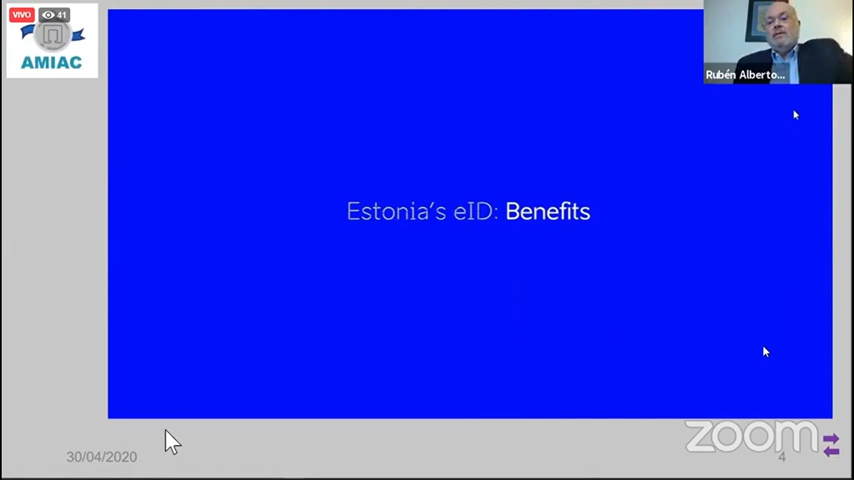 VIVO 41
AMIAC
Rubén Alberto...
Estonia's eID: Benefits
zoom
30/04/2020
4